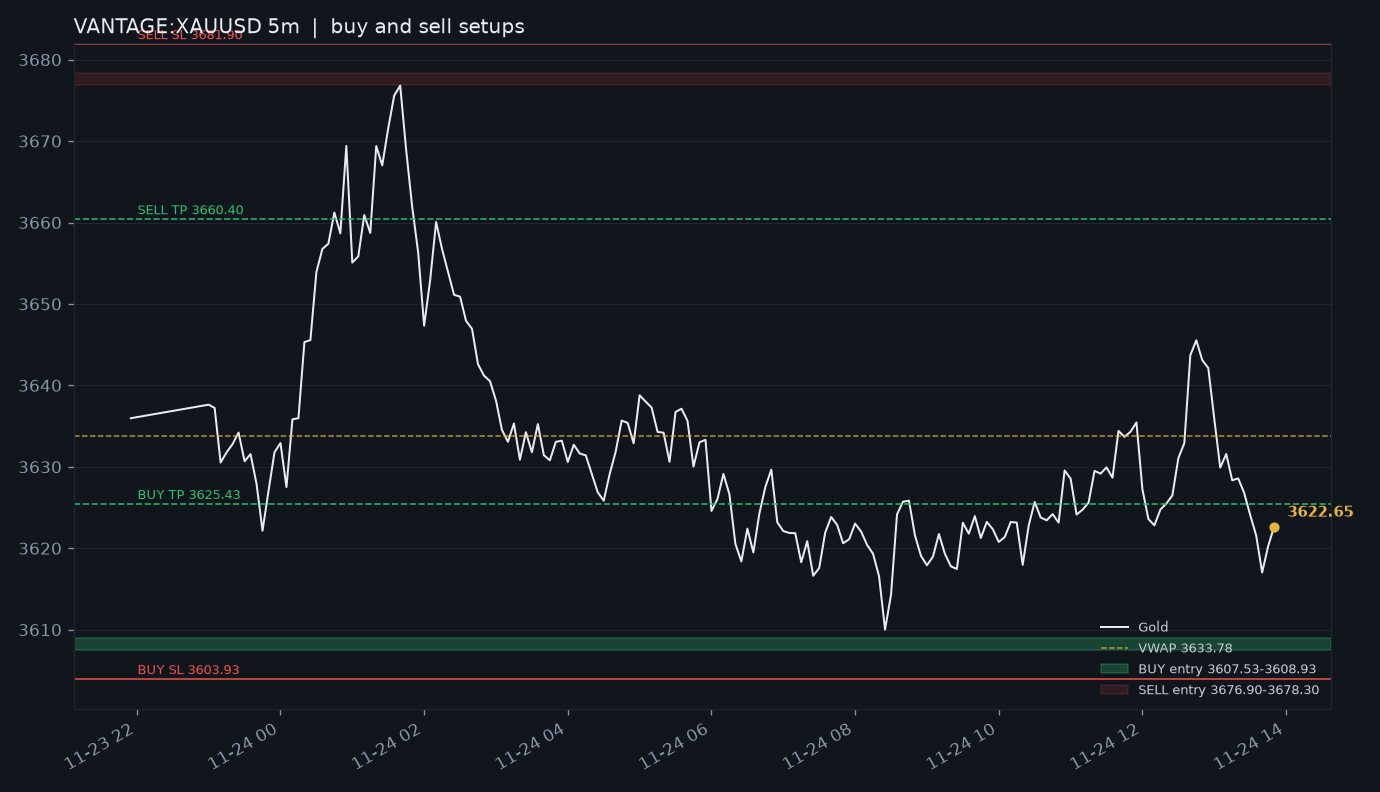 VANTAGE:XAUUSD 5m | buy and sell setups
SELL SL 3681.90
3680
3670
SELL TP 3660.40
3660
3650
3640
3630
BUY TP 3625.43
3622.65
3620
3610
Gold
VWAP 3633.78
BUY SL 3603.93
BUY entry 3607.53-3608.93
SELL entry 3676.90-3678.30
11-23 22
11-24 00
11-24 02
11-24 04
11-24 06
11-24 08
11-24 10
11-24 12
11-24 14